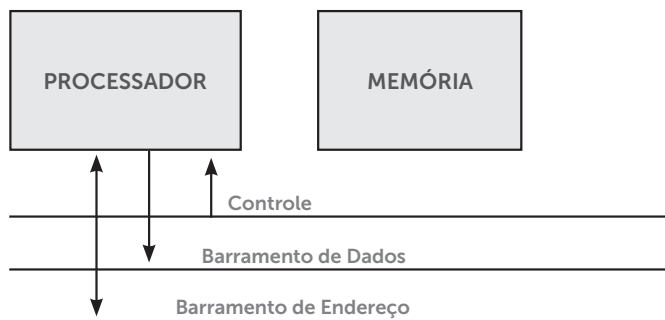 PROCESSADOR
MEMÓRIA
Controle
Barramento de Dados
Barramento de Endereço